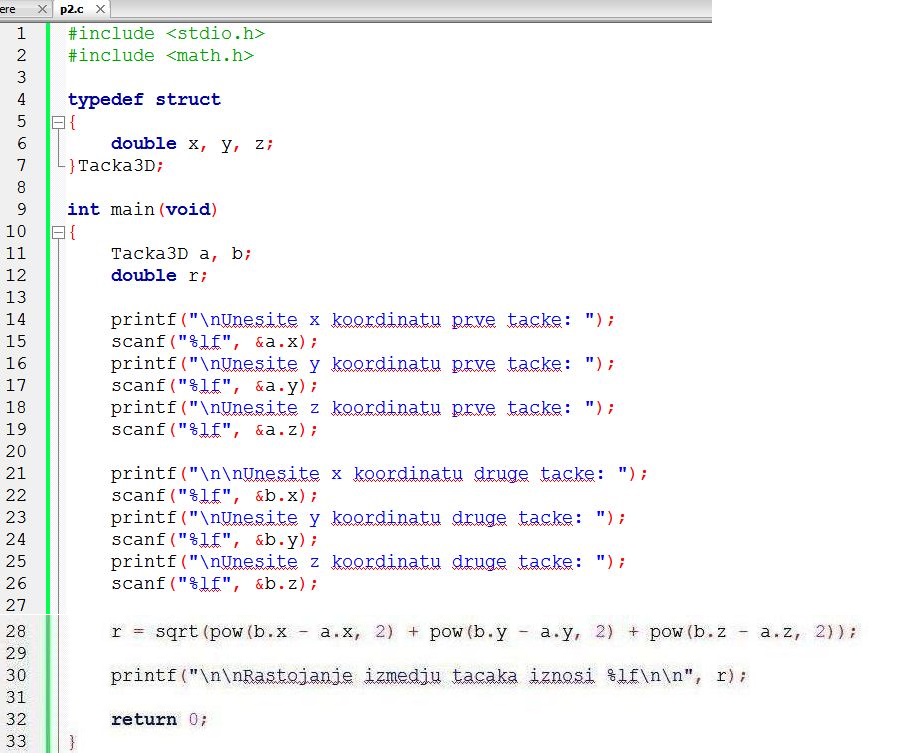 ere p2.c
1 #include <stdio.h>
2 #include <math.h>
3
4 typedef struct
5 {
6 double x, y, z;
7 }Tacka3D;
8
9 int main(void)
10 {
11 Tacka3D a, b;
12 double r;
13
14 printf("\nUnesite x koordinatu prve tacke: ");
15 scanf("%lf", &a.x);
16 printf("\nUnesite y koordinatu prve tacke: ");
17 scanf("%lf", &a.y);
18 printf("\nUnesite z koordinatu prve tacke: ");
19 scanf("%lf", &a.z);
20
21 printf("\n\nUnesite x koordinatu druge tacke: ");
22 scanf("%lf", &b.x);
23 printf("\nUnesite y koordinatu druge tacke: ");
24 scanf("%lf", &b.y);
25 printf("\nUnesite z koordinatu druge tacke: ");
26 scanf("%lf", &b.z);
27
28 r = sqrt(pow(b.x - a.x, 2) + pow(b.y - a.y, 2) + pow(b.z - a.z, 2));
29
30 printf("\n\nRastojanje izmedju tacaka iznosi %lf\n\n", r);
31
32 return 0;
33 }